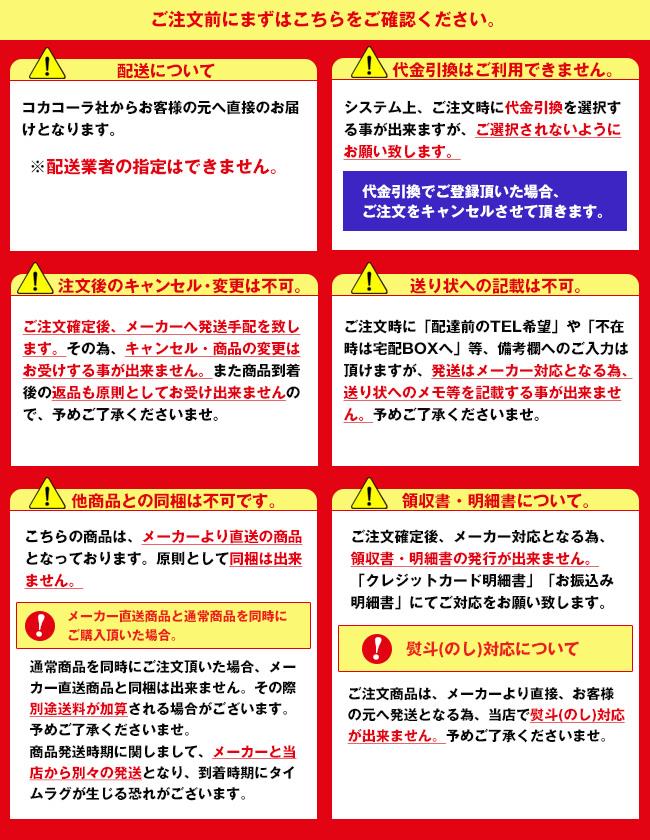 ご注文前にまずはこちらをご確認ください。
配送について
コカコーラ社からお客様の元へ直接のお届
けとなります。
※配送業者の指定はできません。
代金引換はご利用できません。
システム上、ご注文時に代金引換を選択す
る事が出来ますが、ご選択されないように
お願い致します。
代金引換でご登録頂いた場合、
ご注文をキャンセルさせて頂きます。
注文後のキャンセル・変更は不可。
ご注文確定後、メーカーへ発送手配を致し
ます。その為、キャンセル・商品の変更は
お受けする事が出来ません。また商品到着
後の返品も原則としてお受け出来ませんの
で、予めご了承くださいませ。
送り状への記載は不可。
ご注文時に「配達前のTEL希望」や「不在
時は宅配BOXへ」等、備考欄へのご入力は
頂けますが、発送はメーカー対応となる為、
送り状へのメモ等を記載する事が出来ませ
ん。予めご了承くださいませ。
他商品との同梱は不可です。
こちらの商品は、メーカーより直送の商品
となっております。原則として同梱は出来
ません。
メーカー直送商品と通常商品を同時に
ご購入頂いた場合。
通常商品を同時にご注文頂いた場合、メー
カー直送商品と同梱は出来ません。その際
別途送料が加算される場合がございます。
予めご了承くださいませ。
商品発送時期に関しまして、メーカーと当
店から別々の発送となり、到着時期にタイ
ムラグが生じる恐れがございます。
領収書・明細書について。
ご注文確定後、メーカー対応となる為、
領収書・明細書の発行が出来ません。
「クレジットカード明細書」「お振込み
明細書」にてご対応をお願い致します。
熨斗(のし)対応について
ご注文商品は、メーカーより直接、お客様
の元へ発送となる為、当店で熨斗(のし)対応
が出来ません。予めご了承くださいませ。